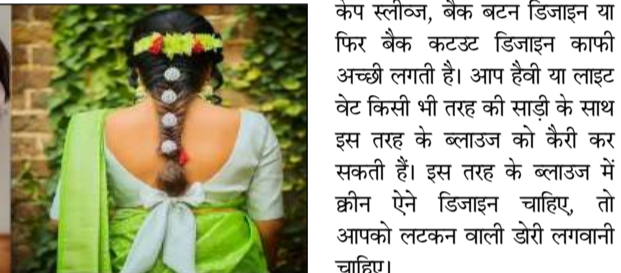 केप स्लीव्ज, बैक बटन डिजाइन या
फिर बैक कटउट डिजाइन काफी
अच्छी लगती है। आप हैवी या लाइट
वेट किसी भी तरह की साड़ी के साथ
इस तरह के ब्लाउज को कैरी कर
सकती हैं। इस तरह के ब्लाउज में
क्रीन ऐने डिजाइन चाहिए, तो
आपको लटकन वाली डोरी लगवानी
चाहिए।